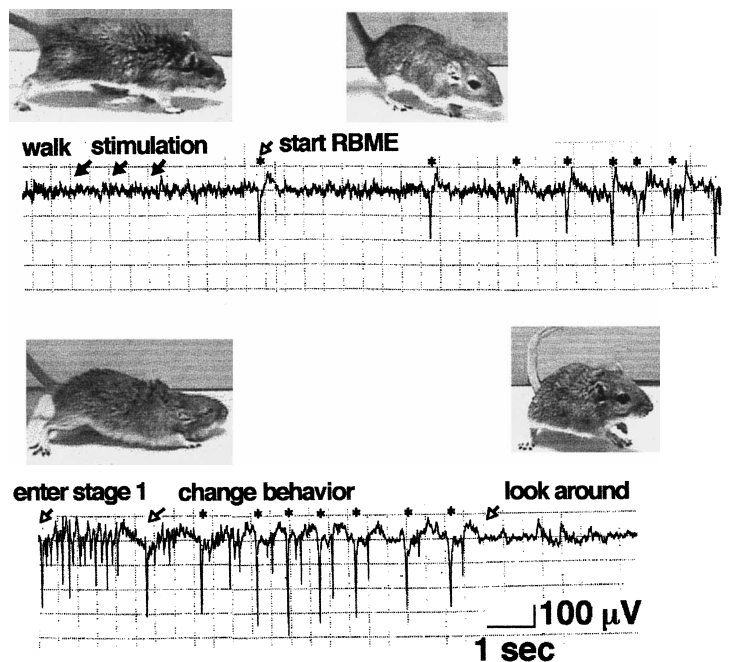 walk stimulation start RBME
* * * * * * *
enter stage 1 change behavior look around
* * * * * * *
100 µV
1 sec